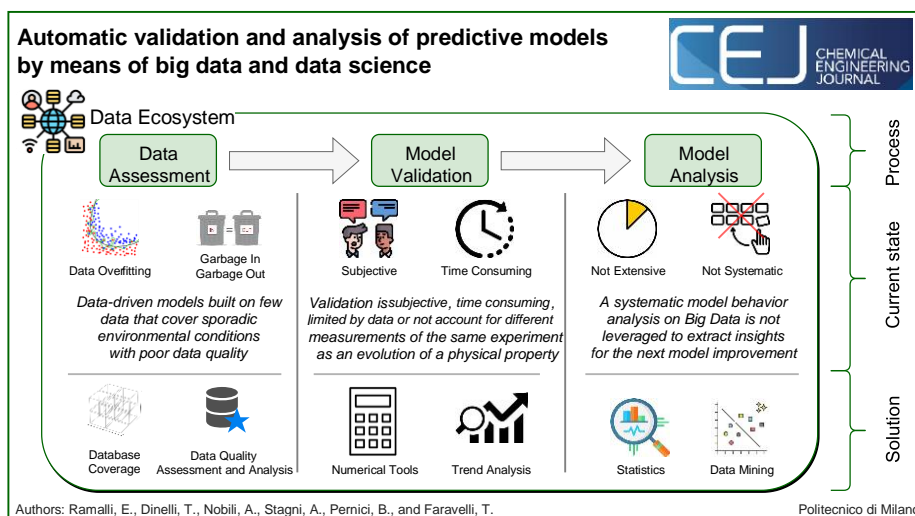 Automatic validation and analysis of predictive models
by means of big data and data science
CEJ
CHEMICAL
ENGINEERING
JOURNAL
Data Ecosystem
Data
Assessment
Model
Validation
Model
Analysis
Process
Data Ovefitting
Garbage In
Garbage Out
Subjective
Time Consuming
Not Extensive
Not Systematic
Current state
Data-driven models built on few
data that cover sporadic
environmental conditions
with poor data quality
Validation issubjective, time consuming,
limited by data or not account for different
measurements of the same experiment
as an evolution of a physical property
A systematic model behavior
analysis on Big Data is not
leveraged to extract insights
for the next model improvement
Database
Coverage
Data Quality
Assessment and Analysis
Numerical Tools
Trend Analysis
Statistics
Data Mining
Solution
Authors: Ramalli, E., Dinelli, T., Nobili, A., Stagni, A., Pernici, B., and Faravelli, T.
Politecnico di Milano